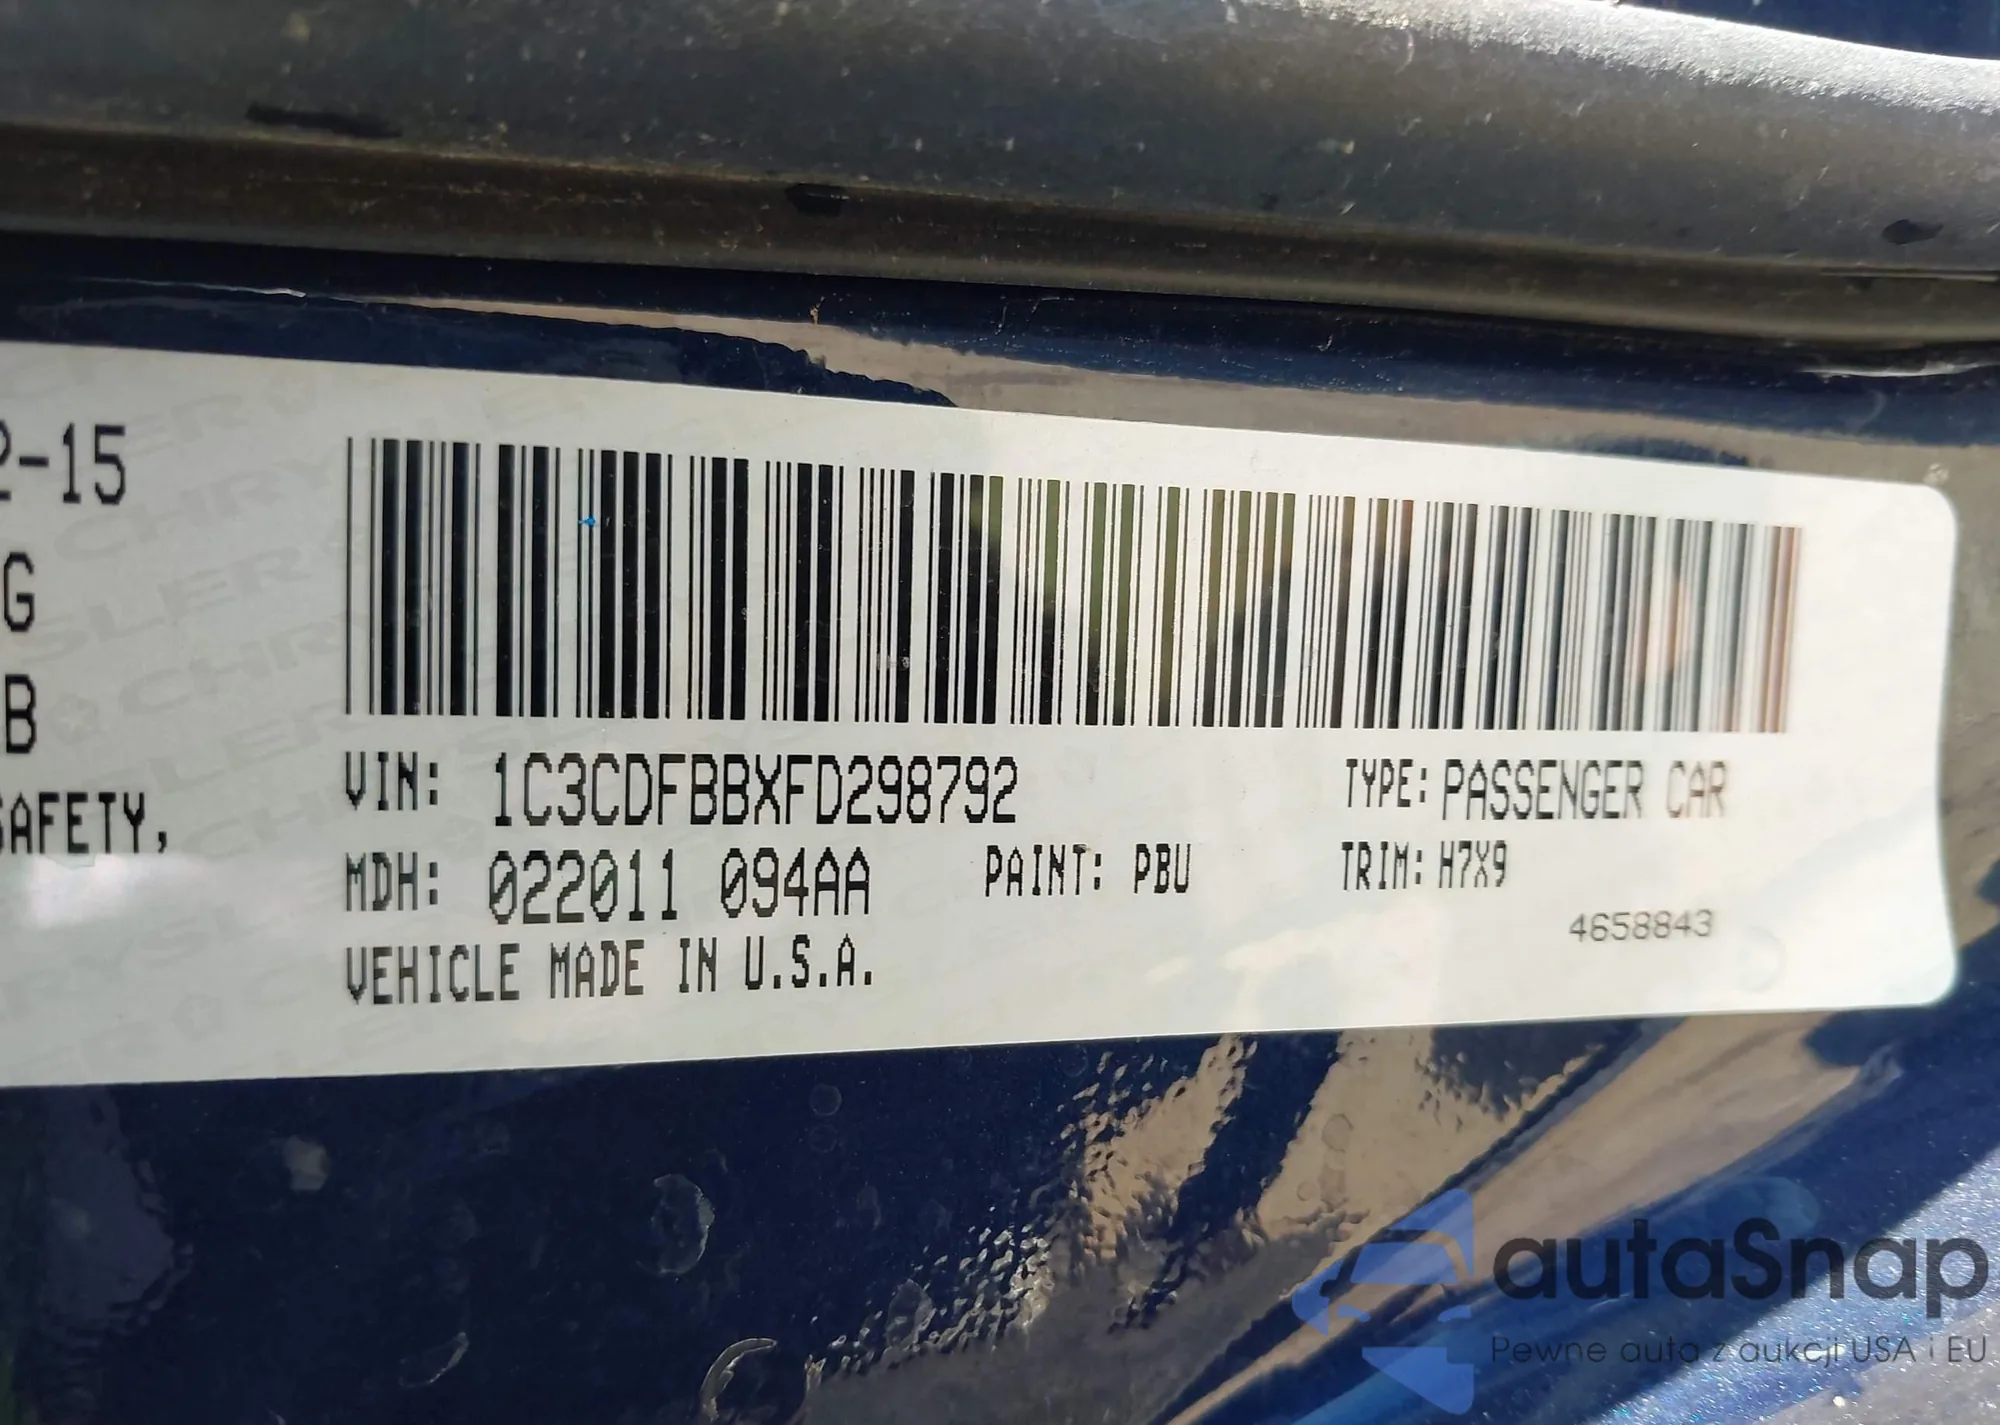 2-15
G
B
SAFETY,
VIN: 1C3CDFBBXFD298792
TYPE: PASSENGER CAR
MDH: 022011 094AA
PAINT: PBU
TRIM: H7X9
4658843
VEHICLE MADE IN U.S.A.
autaSnap
Pewne auta z aukcji USA i EU